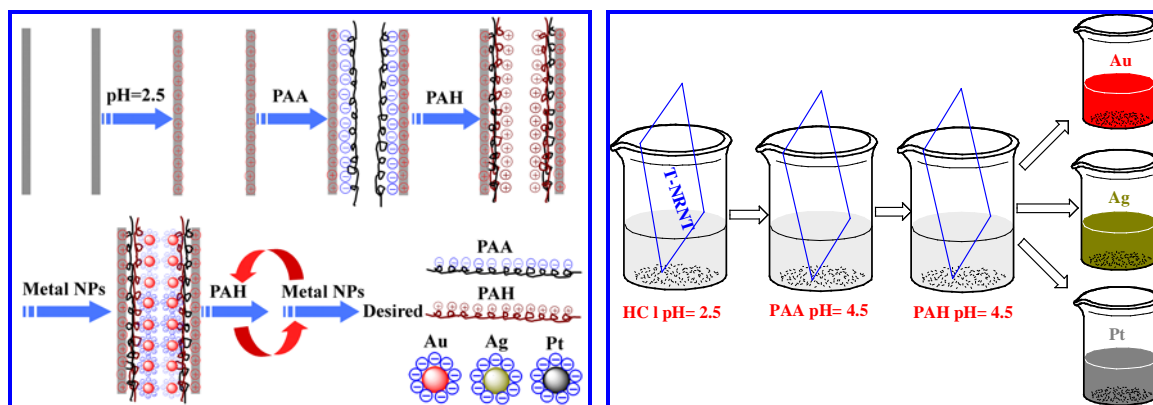 pH=2.5
PAA
PAH
Metal NPs
PAH
Metal NPs
Desired
PAA
PAH
Au
Ag
Pt
T-NRNT
HC l pH= 2.5
PAA pH= 4.5
PAH pH= 4.5
Au
Ag
Pt